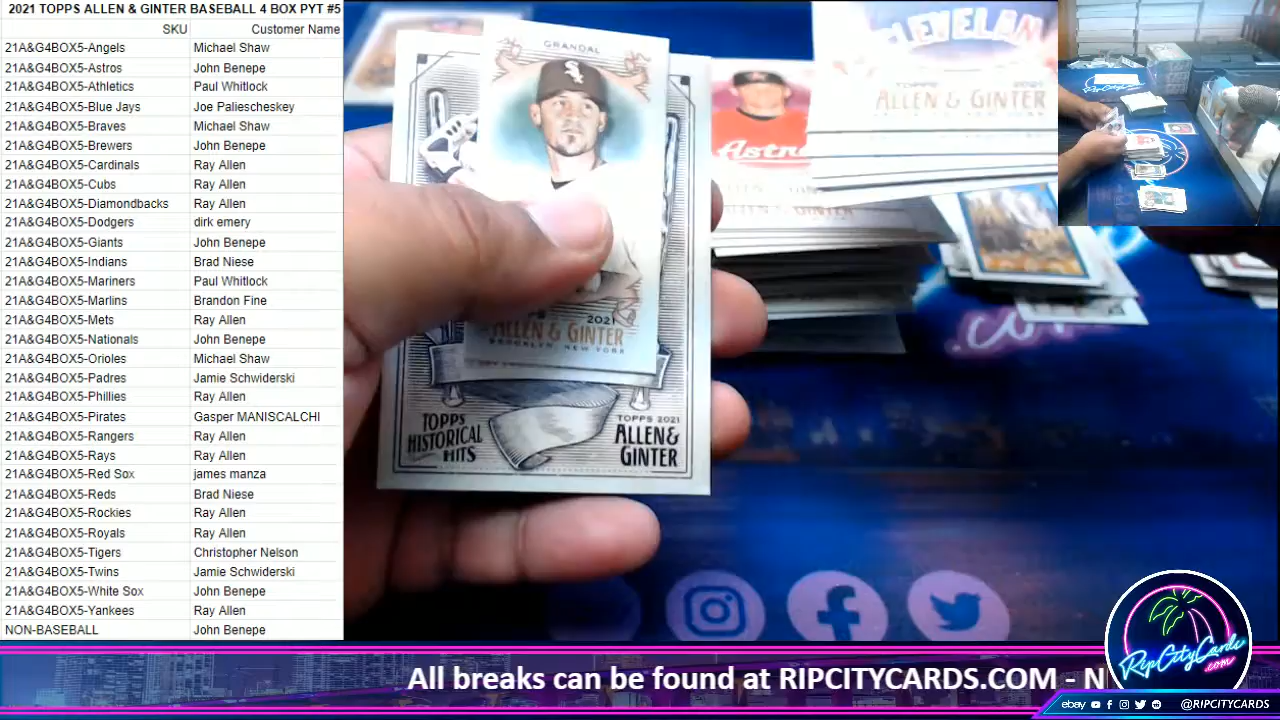 2021 TOPPS ALLEN & GINTER BASEBALL 4 BOX PYT #5
SKU Customer Name
21A&G4BOX5-Angels Michael Shaw
21A&G4BOX5-Astros John Benepe
21A&G4BOX5-Athletics Paul Whitlock
21A&G4BOX5-Blue Jays Joe Paliescheskey
21A&G4BOX5-Braves Michael Shaw
21A&G4BOX5-Brewers John Benepe
21A&G4BOX5-Cardinals Ray Allen
21A&G4BOX5-Cubs Ray Allen
21A&G4BOX5-Diamondbacks Ray Allen
21A&G4BOX5-Dodgers dirk emery
21A&G4BOX5-Giants John Benepe
21A&G4BOX5-Indians Brad Niese
21A&G4BOX5-Mariners Paul Whitlock
21A&G4BOX5-Marlins Brandon Fine
21A&G4BOX5-Mets Ray Allen
21A&G4BOX5-Nationals John Benepe
21A&G4BOX5-Orioles Michael Shaw
21A&G4BOX5-Padres Jamie Schwiderski
21A&G4BOX5-Phillies Ray Allen
21A&G4BOX5-Pirates Gasper MANISCALCHI
21A&G4BOX5-Rangers Ray Allen
21A&G4BOX5-Rays Ray Allen
21A&G4BOX5-Red Sox james manza
21A&G4BOX5-Reds Brad Niese
21A&G4BOX5-Rockies Ray Allen
21A&G4BOX5-Royals Ray Allen
21A&G4BOX5-Tigers Christopher Nelson
21A&G4BOX5-Twins Jamie Schwiderski
21A&G4BOX5-White Sox John Benepe
21A&G4BOX5-Yankees Ray Allen
NON-BASEBALL John Benepe
GRANDAL
2021
ALLEN & GINTER
BROOKLYN, NEW YORK
TOPPS
HISTORICAL
HITS
TOPPS 2021
ALLEN &
GINTER
CLEVELAND
ALLEN & GINTER
Astro
All breaks can be found at RIPCITYCARDS.COM - N
RipCityCards
.com
ebay @RIPCITYCARDS